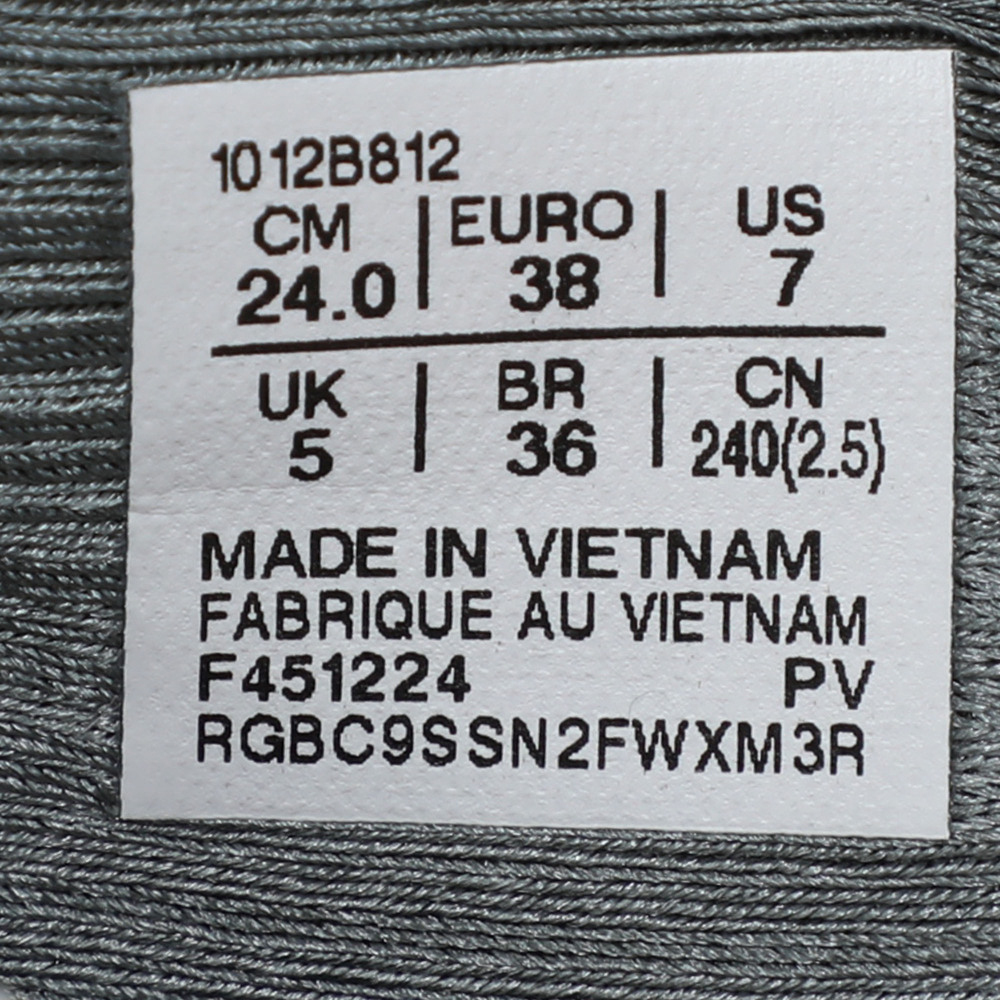 1012B812
CM | EURO | US
24.0 | 38 | 7
UK | BR | CN
5 | 36 | 240(2.5)
MADE IN VIETNAM
FABRIQUE AU VIETNAM
F451224 PV
RGBC9SSN2FWXM3R